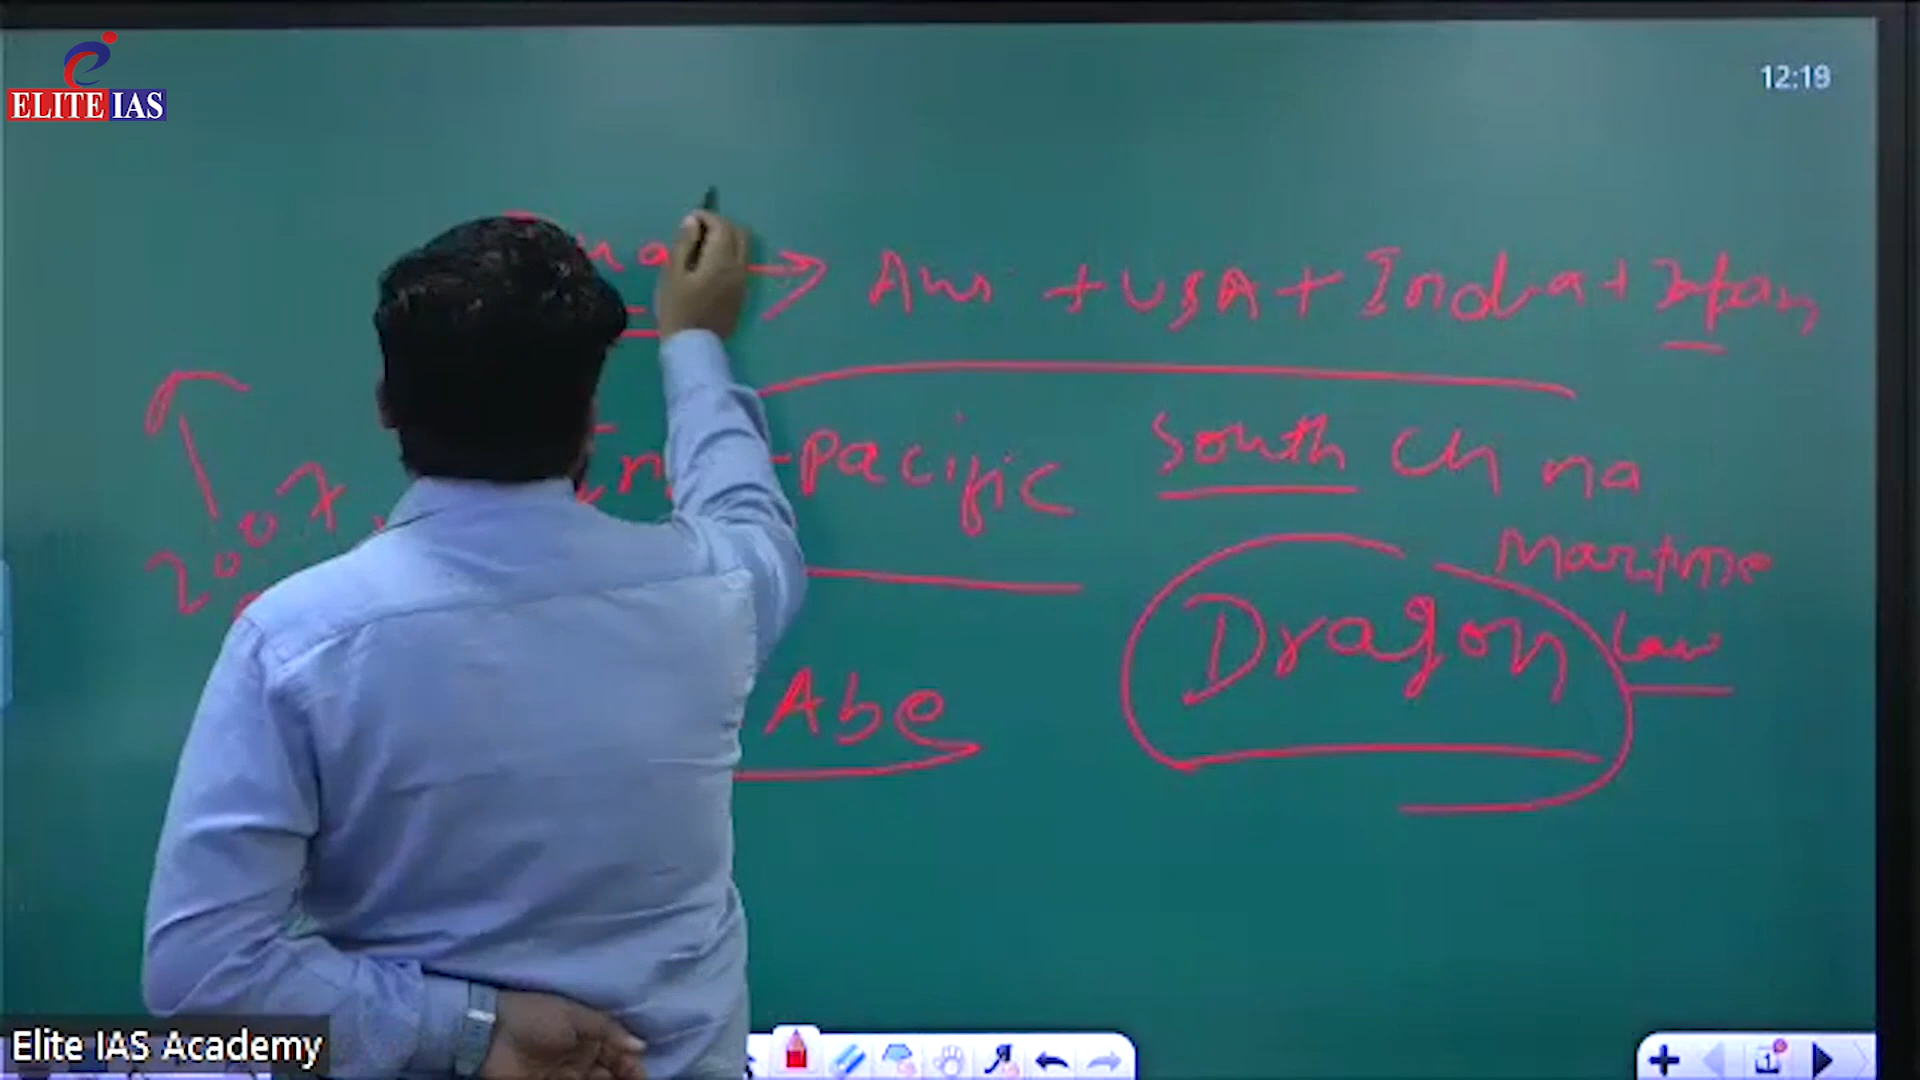 ELITE IAS
12:19
→ Aus + USA + India + Japan
-Pacific South China
2007
Maritime
Dragon Law
Abe
Elite IAS Academy
1